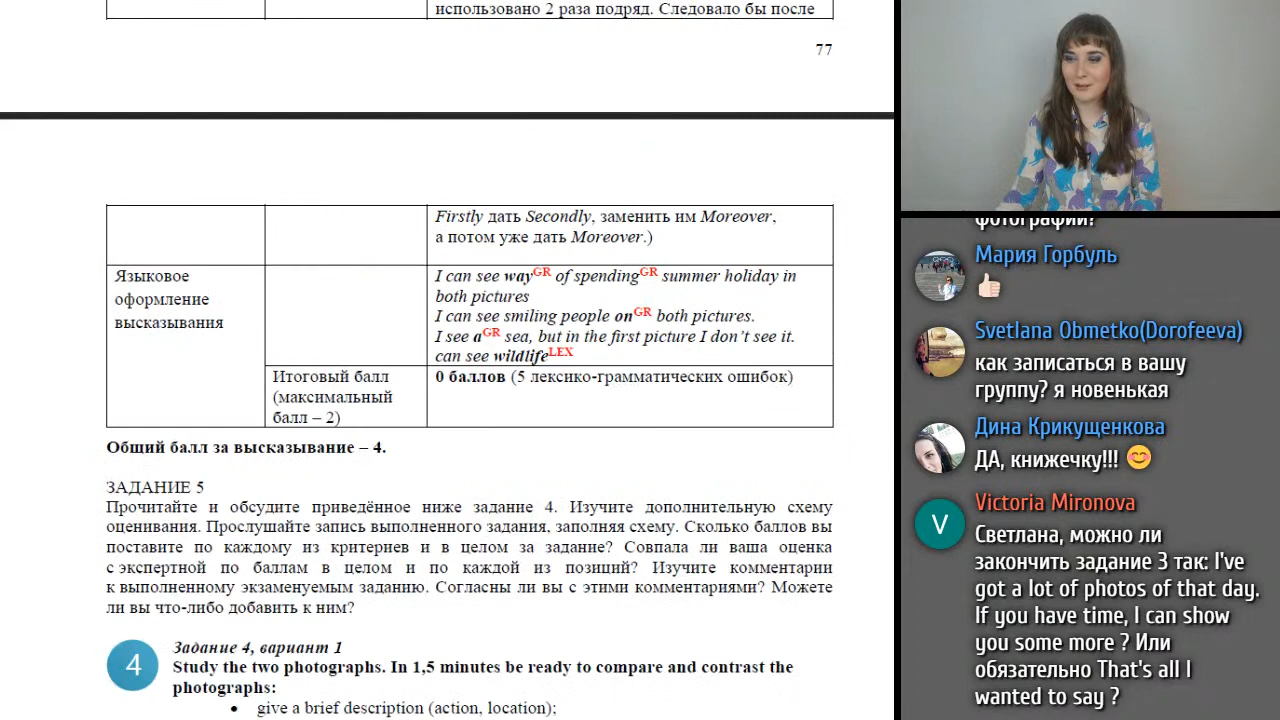 использовано 2 раза подряд. Следовало бы после
77
Firstly дать Secondly, заменить им Moreover,
а потом уже дать Moreover.)
Языковое
оформление
высказывания
I can see wayGR of spendingGR summer holiday in
both pictures
I can see smiling people onGR both pictures.
I see aGR sea, but in the first picture I don’t see it.
can see wildlifeLEX
Итоговый балл
(максимальный
балл – 2)
0 баллов (5 лексико-грамматических ошибок)
Общий балл за высказывание – 4.
ЗАДАНИЕ 5
Прочитайте и обсудите приведённое ниже задание 4. Изучите дополнительную схему
оценивания. Прослушайте запись выполненного задания, заполняя схему. Сколько баллов вы
поставите по каждому из критериев и в целом за задание? Совпала ли ваша оценка
с экспертной по баллам в целом и по каждой из позиций? Изучите комментарии
к выполненному экзаменуемым заданию. Согласны ли вы с этими комментариями? Можете
ли вы что-либо добавить к ним?
4
Задание 4, вариант 1
Study the two photographs. In 1,5 minutes be ready to compare and contrast the
photographs:
• give a brief description (action, location);
фотографии?
Мария Горбуль
Svetlana Obmetko(Dorofeeva)
как записаться в вашу
группу? я новенькая
Дина Крикущенкова
ДА, книжечку!!! 😊
V
Victoria Mironova
Светлана, можно ли
закончить задание 3 так: I've
got a lot of photos of that day.
If you have time, I can show
you some more ? Или
обязательно That's all I
wanted to say ?